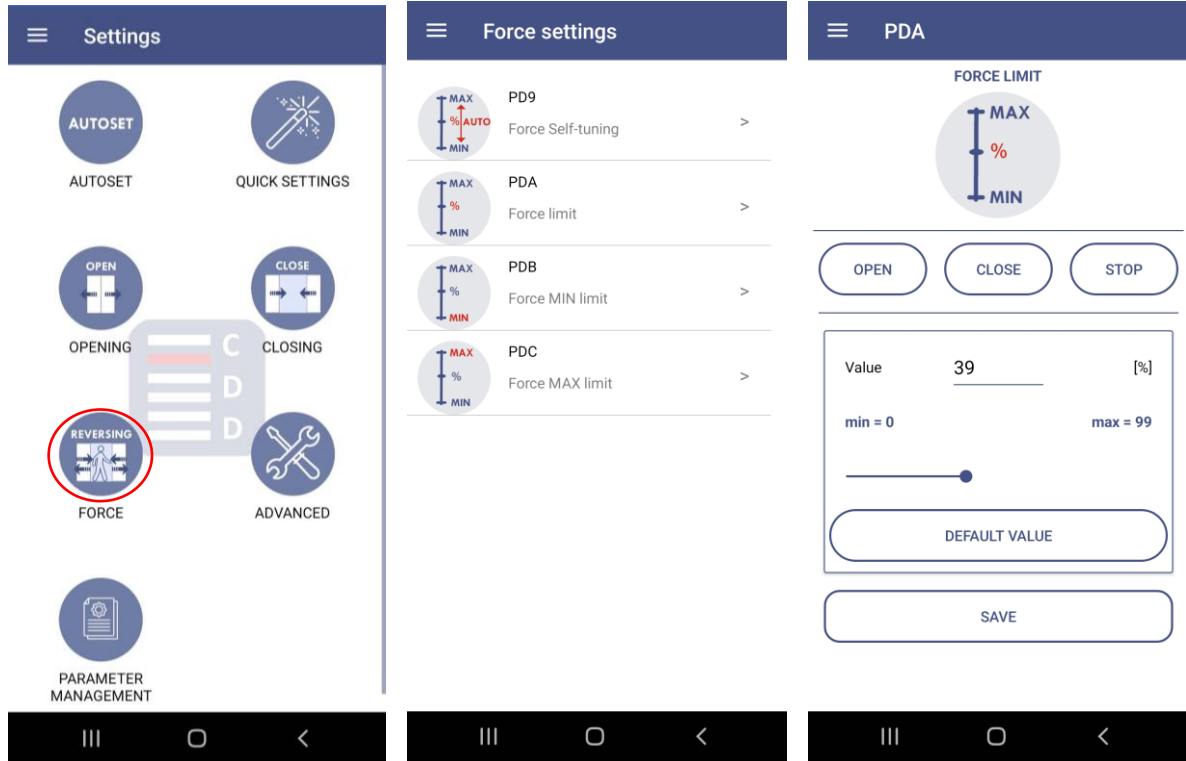 Settings
AUTOSET
AUTOSET
QUICK SETTINGS
OPEN
OPENING
CLOSE
CLOSING
C
D
D
REVERSING
FORCE
ADVANCED
PARAMETER
MANAGEMENT
Force settings
MAX
% AUTO
MIN
PD9
Force Self-tuning
>
MAX
%
MIN
PDA
Force limit
>
MAX
%
MIN
PDB
Force MIN limit
>
MAX
%
MIN
PDC
Force MAX limit
>
PDA
FORCE LIMIT
MAX
%
MIN
OPEN CLOSE STOP
Value 39 [%]
min = 0 max = 99
DEFAULT VALUE
SAVE